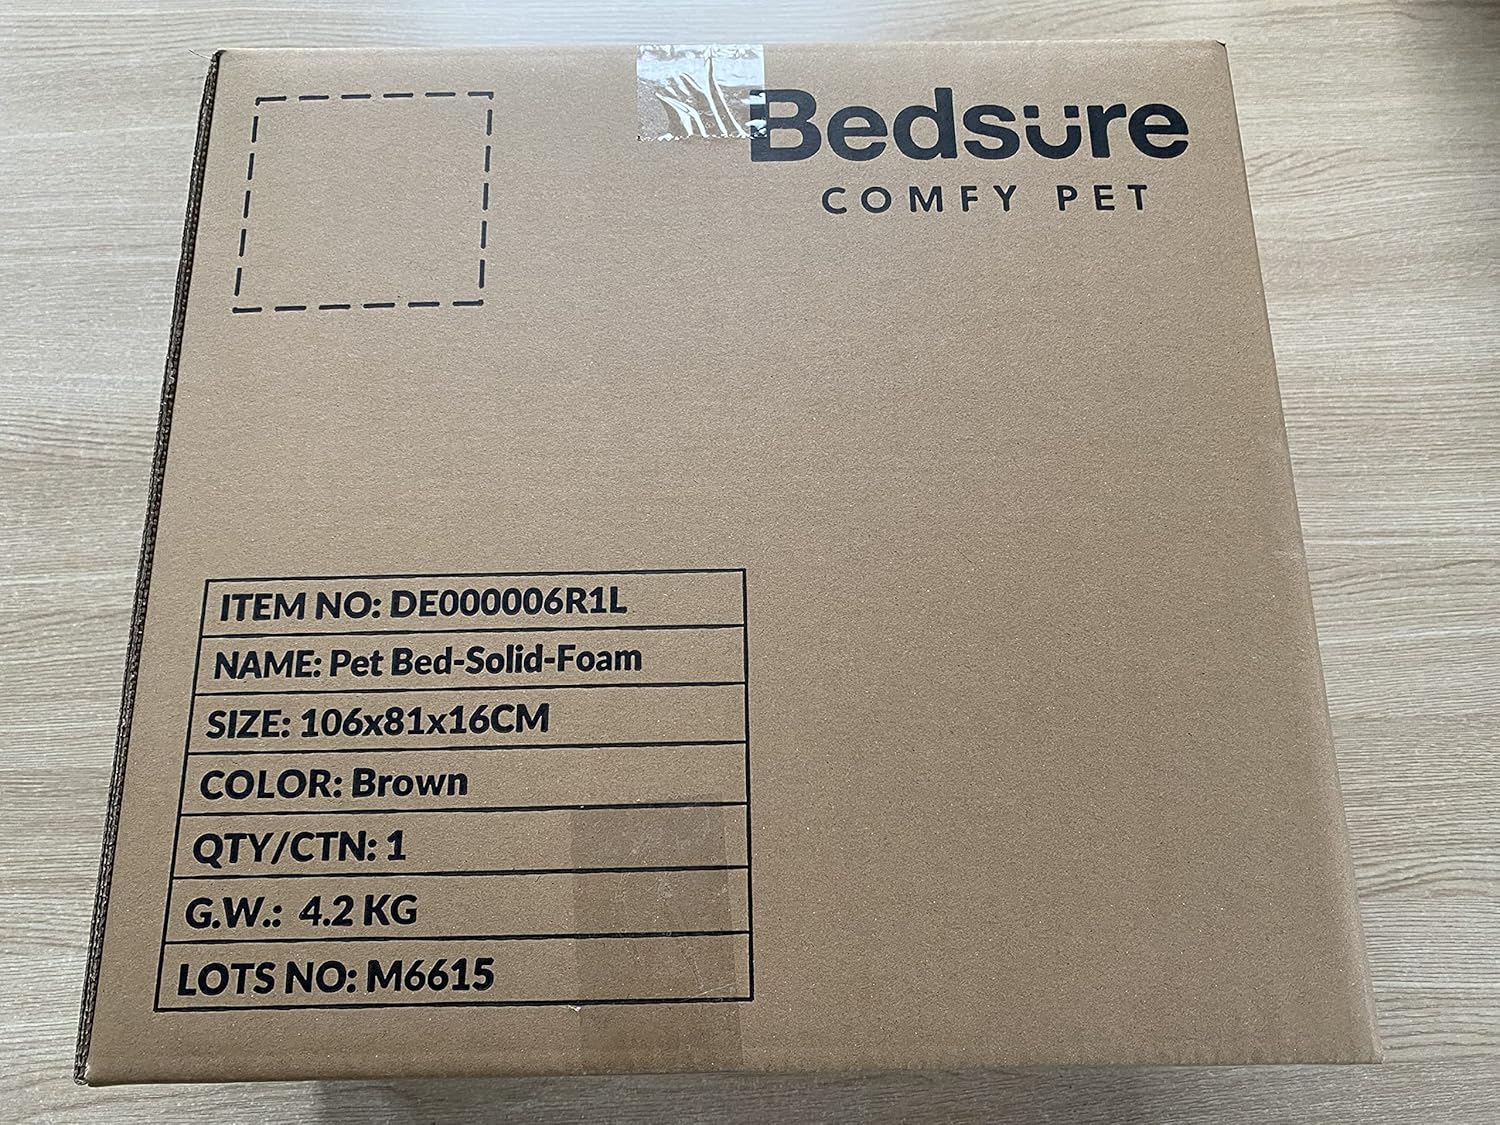 Bedsüre
COMFY PET
ITEM NO: DE000006R1L
NAME: Pet Bed-Solid-Foam
SIZE: 106x81x16CM
COLOR: Brown
QTY/CTN: 1
G.W.: 4.2 KG
LOTS NO: M6615